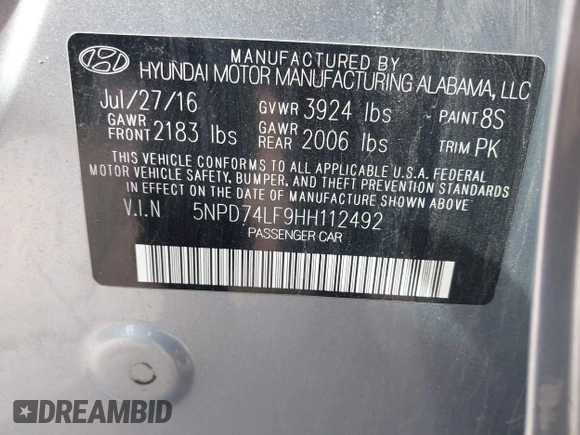 MANUFACTURED BY
HYUNDAI MOTOR MANUFACTURING ALABAMA, LLC
Jul/27/16 GVWR 3924 lbs PAINT 8S
GAWR FRONT 2183 lbs GAWR REAR 2006 lbs TRIM PK
THIS VEHICLE CONFORMS TO ALL APPLICABLE U.S.A. FEDERAL
MOTOR VEHICLE SAFETY, BUMPER, AND THEFT PREVENTION STANDARDS
IN EFFECT ON THE DATE OF MANUFACTURE SHOWN ABOVE
V.I.N 5NPD74LF9HH112492
PASSENGER CAR
DREAMBID